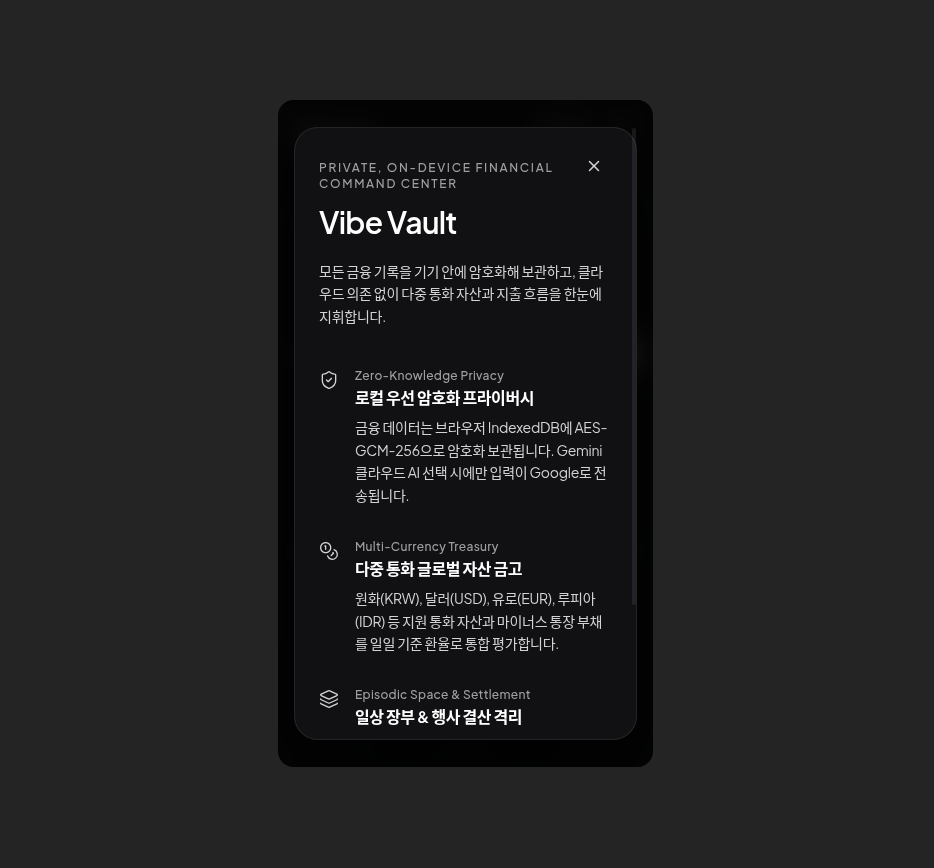 PRIVATE, ON-DEVICE FINANCIAL
COMMAND CENTER
Vibe Vault
모든 금융 기록을 기기 안에 암호화해 보관하고, 클라
우드 의존 없이 다중 통화 자산과 지출 흐름을 한눈에
지휘합니다.
Zero-Knowledge Privacy
로컬 우선 암호화 프라이버시
금융 데이터는 브라우저 IndexedDB에 AES-
GCM-256으로 암호화 보관됩니다. Gemini
클라우드 AI 선택 시에만 입력이 Google로 전
송됩니다.
Multi-Currency Treasury
다중 통화 글로벌 자산 금고
원화(KRW), 달러(USD), 유로(EUR), 루피아
(IDR) 등 지원 통화 자산과 마이너스 통장 부채
를 일일 기준 환율로 통합 평가합니다.
Episodic Space & Settlement
일상 장부 & 행사 결산 격리